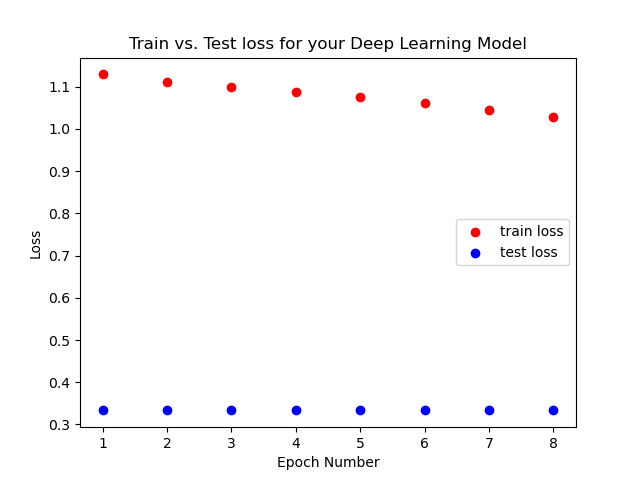 Train vs. Test loss for your Deep Learning Model
1.1
1.0
0.9
0.8
0.7
0.6
0.5
0.4
0.3
Loss
train loss
test loss
1 2 3 4 5 6 7 8
Epoch Number